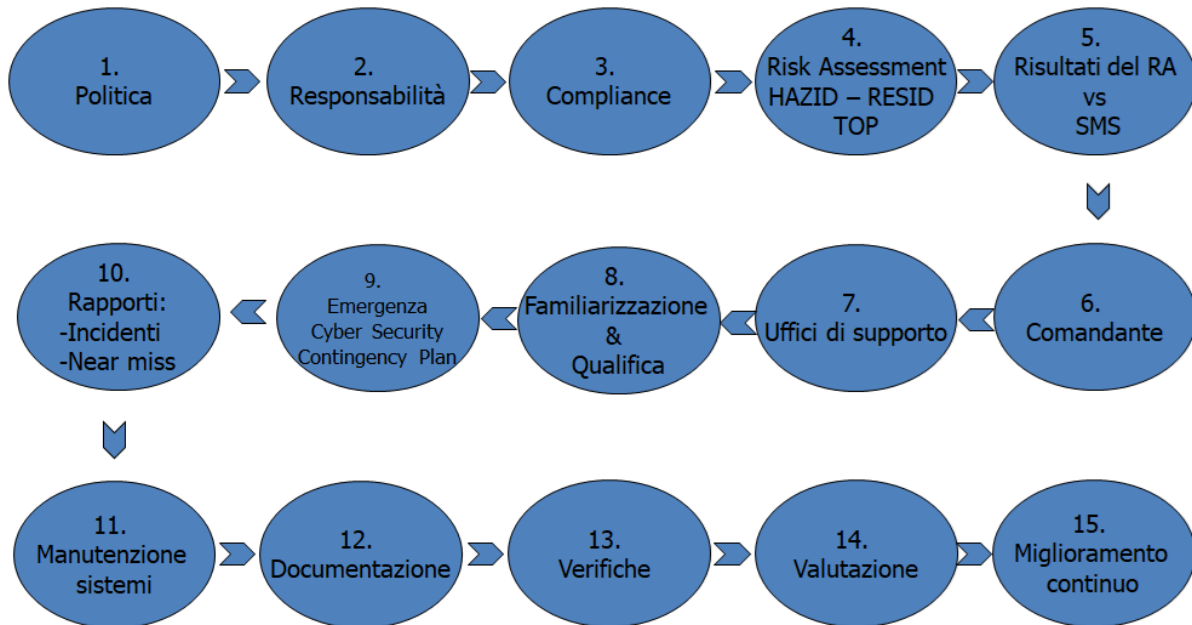 1.
Politica
2.
Responsabilità
3.
Compliance
4.
Risk Assessment
HAZID – RESID
TOP
5.
Risultati del RA
vs
SMS
6.
Comandante
7.
Uffici di supporto
8.
Familiarizzazione
&
Qualifica
9.
Emergenza
Cyber Security
Contingency Plan
10.
Rapporti:
-Incidenti
-Near miss
11.
Manutenzione
sistemi
12.
Documentazione
13.
Verifiche
14.
Valutazione
15.
Miglioramento
continuo